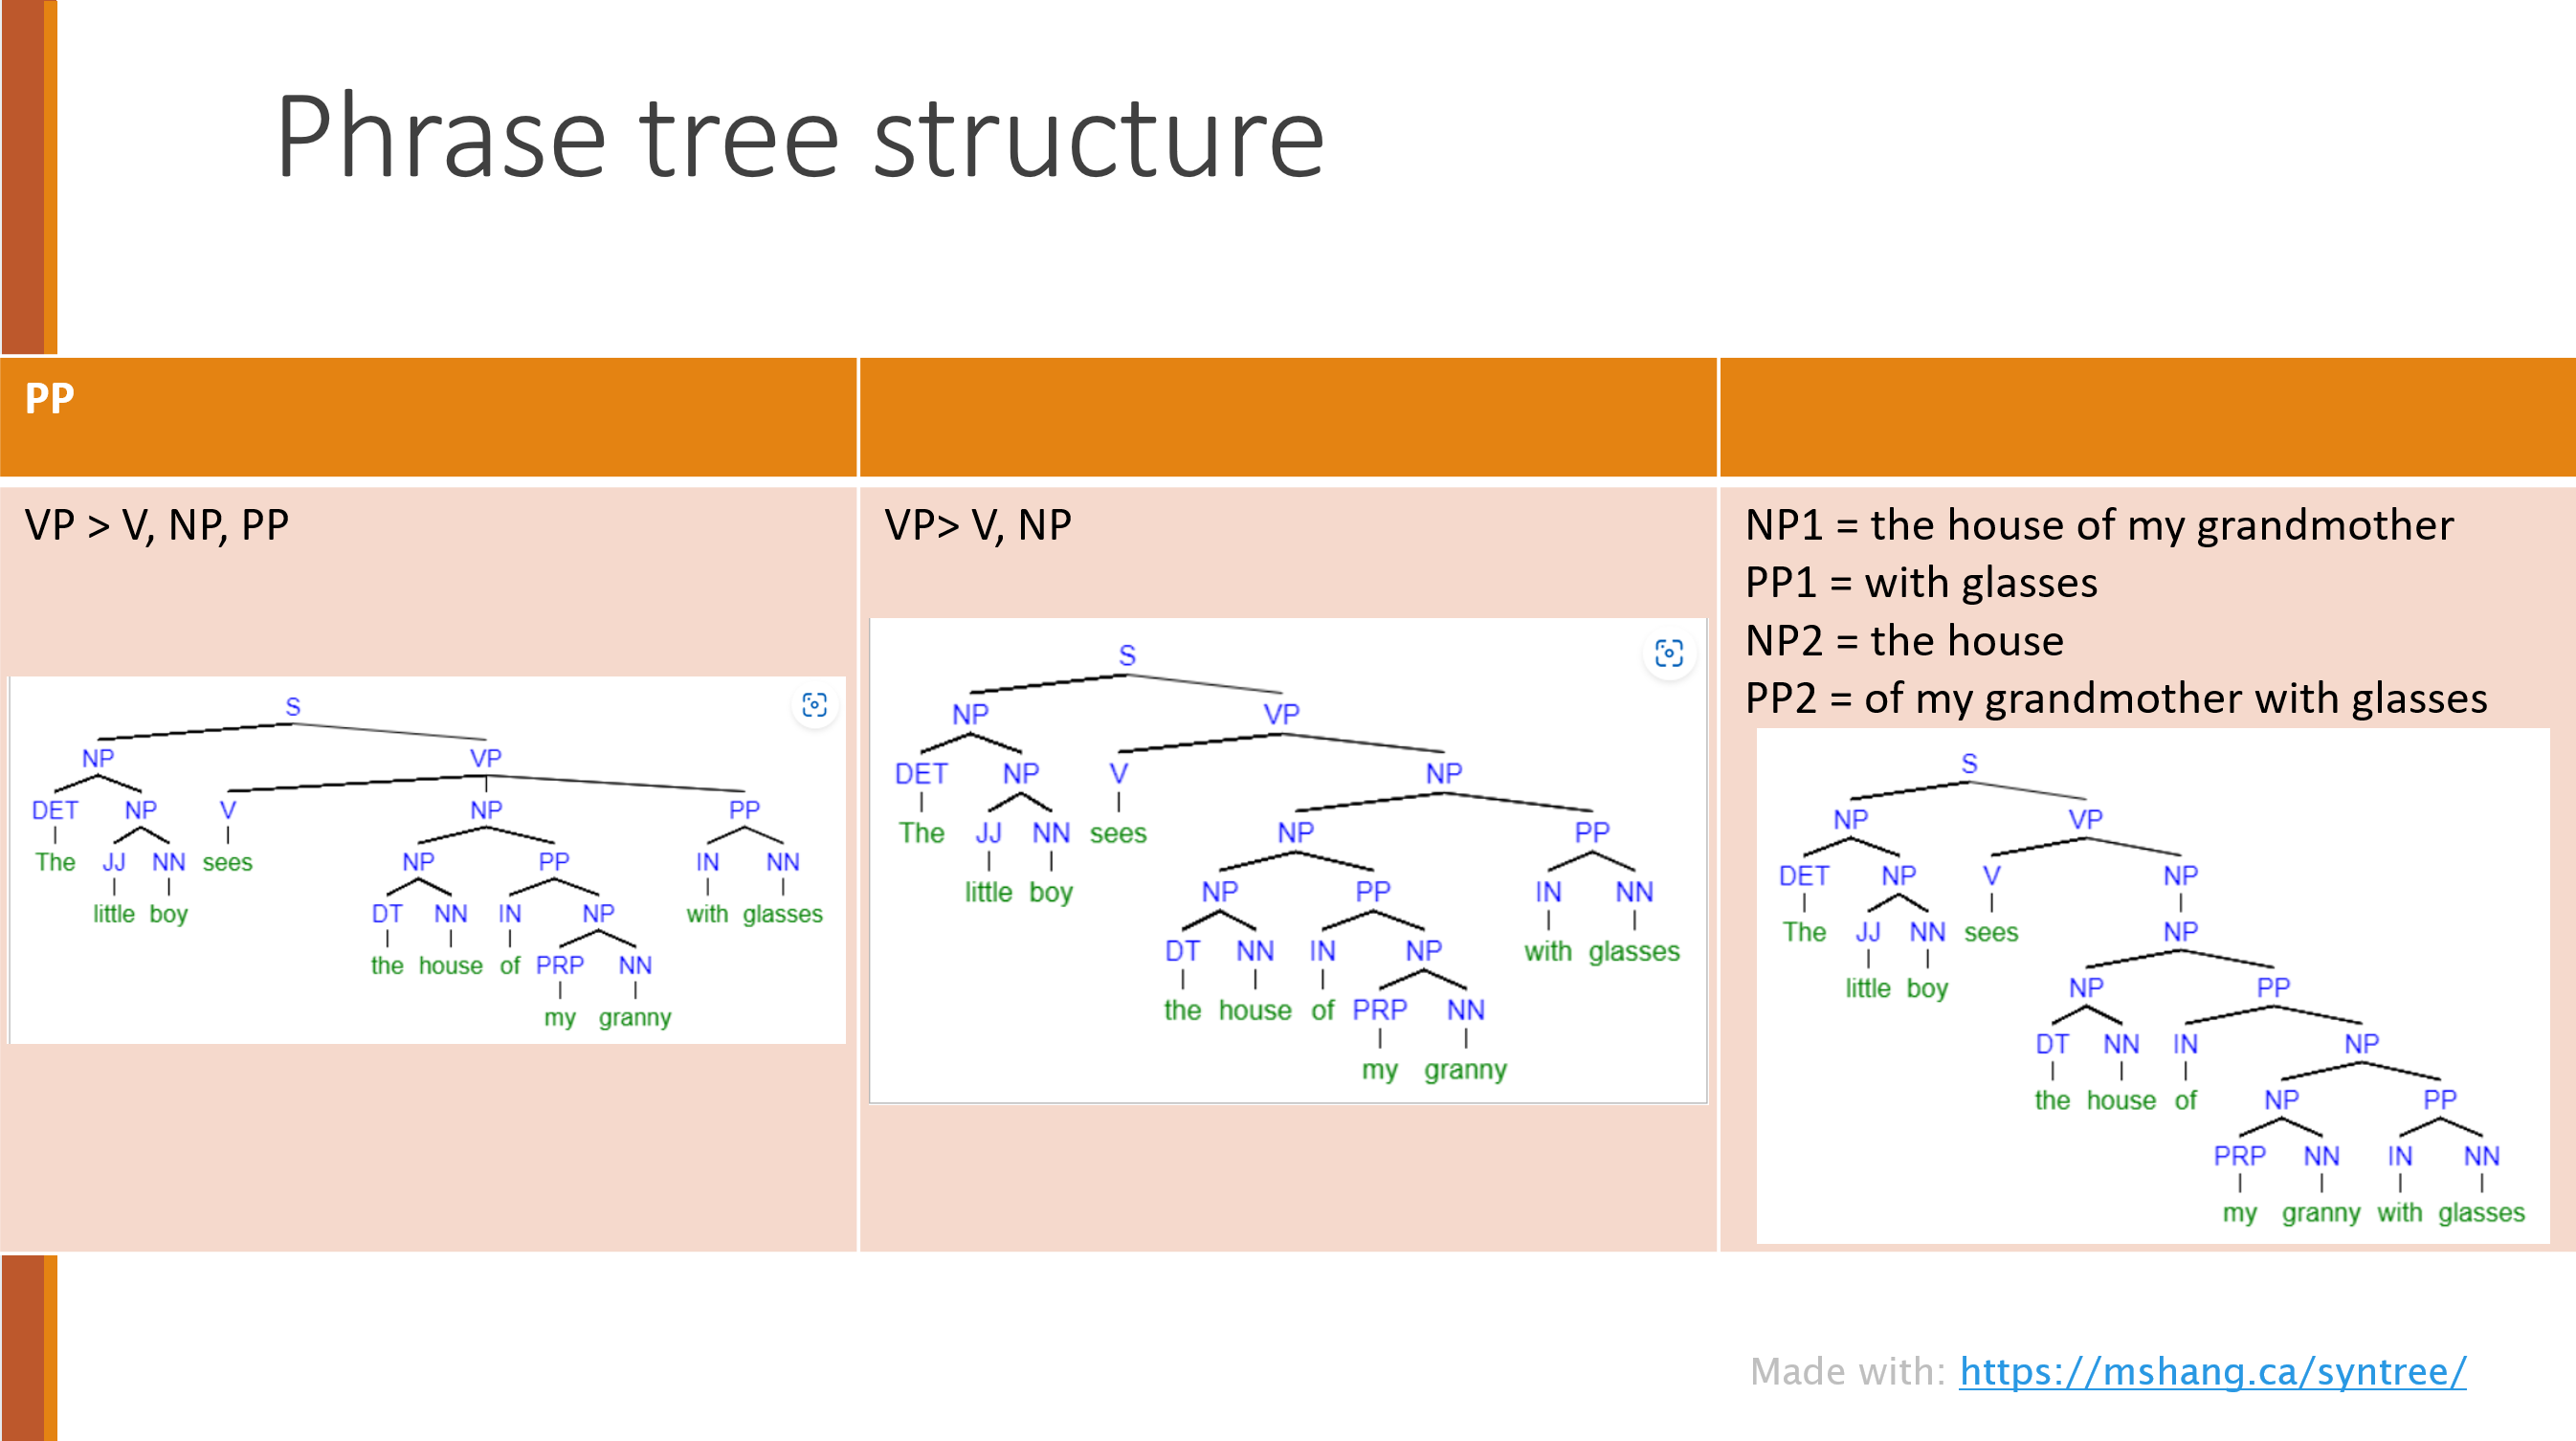 Phrase tree structure
PP
VP > V, NP, PP
S
NP VP
DET NP V NP PP
The JJ NN sees NP PP IN NN
little boy DT NN IN NP with glasses
the house of PRP NN
my granny
VP> V, NP
S
NP VP
DET NP V NP
The JJ NN sees NP PP
little boy NP PP IN NN
DT NN IN NP with glasses
the house of PRP NN
my granny
NP1 = the house of my grandmother
PP1 = with glasses
NP2 = the house
PP2 = of my grandmother with glasses
S
NP VP
DET NP V NP
The JJ NN sees NP
little boy NP PP
DT NN IN NP
the house of NP PP
PRP NN IN NN
my granny with glasses
Made with: https://mshang.ca/syntree/